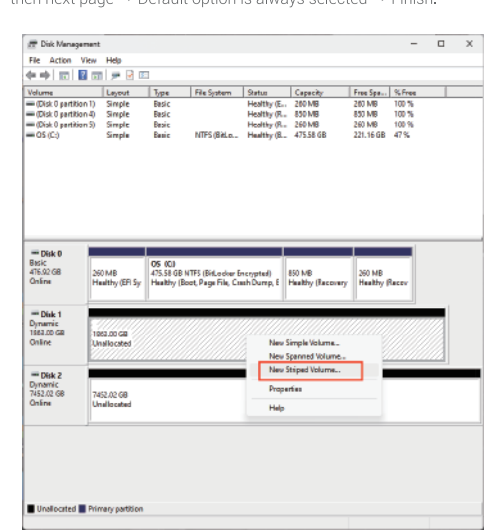 then next page → Default option is always selected → Finish.
Disk Management
File Action View Help
Volume Layout Type File System Status Capacity Free Spa... % Free
(Disk 0 partition 1) Simple Basic Healthy (E... 260 MB 260 MB 100 %
(Disk 0 partition 4) Simple Basic Healthy (R... 850 MB 850 MB 100 %
(Disk 0 partition 5) Simple Basic Healthy (R... 260 MB 260 MB 100 %
OS (C:) Simple Basic NTFS (BitLo... Healthy (B... 475.58 GB 221.16 GB 47 %
Disk 0
Basic
476.92 GB
Online
260 MB
Healthy (EFI Sy
OS (C:)
475.58 GB NTFS (BitLocker Encrypted)
Healthy (Boot, Page File, Crash Dump, E
850 MB
Healthy (Recovery
260 MB
Healthy (Recov
Disk 1
Dynamic
1863.00 GB
Online
1863.00 GB
Unallocated
New Simple Volume...
New Spanned Volume...
New Striped Volume...
Properties
Help
Disk 2
Dynamic
7452.02 GB
Online
7452.02 GB
Unallocated
Unallocated Primary partition